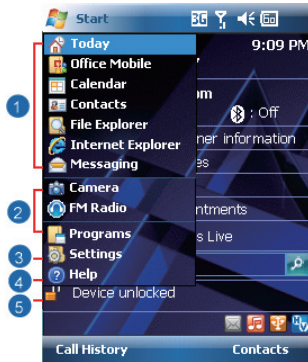 Start 3G
Today 9:09 PM
Office Mobile
Calendar om
Contacts : Off
File Explorer ner information
Internet Explorer es
Messaging
Camera
FM Radio ntments
Programs s Live
Settings
Help
Device unlocked
Call History Contacts
1
2
3
4
5